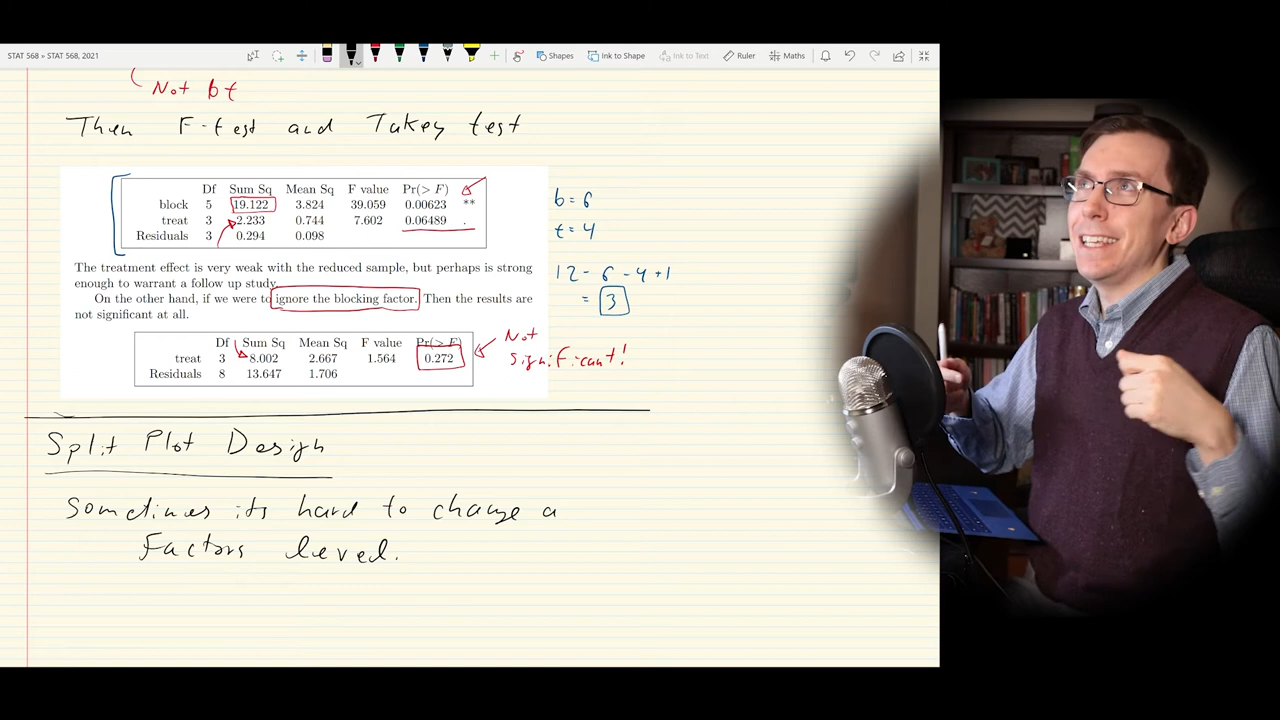 STAT 568 » STAT 568, 2021
Shapes
Ink to Shape
Ink to Text
Ruler
Maths
Not bt
Then F-test and Tukey test
Df Sum Sq Mean Sq F value Pr(> F)
block 5 19.122 3.824 39.059 0.00623 **
treat 3 2.233 0.744 7.602 0.06489 .
Residuals 3 0.294 0.098
b = 6
t = 4
12 - 6 - 4 + 1
= 3
The treatment effect is very weak with the reduced sample, but perhaps is strong
enough to warrant a follow up study.
On the other hand, if we were to ignore the blocking factor. Then the results are
not significant at all.
Df Sum Sq Mean Sq F value Pr(> F)
treat 3 8.002 2.667 1.564 0.272
Residuals 8 13.647 1.706
Not
significant!
Split Plot Design
Sometimes its hard to change a
factors level.